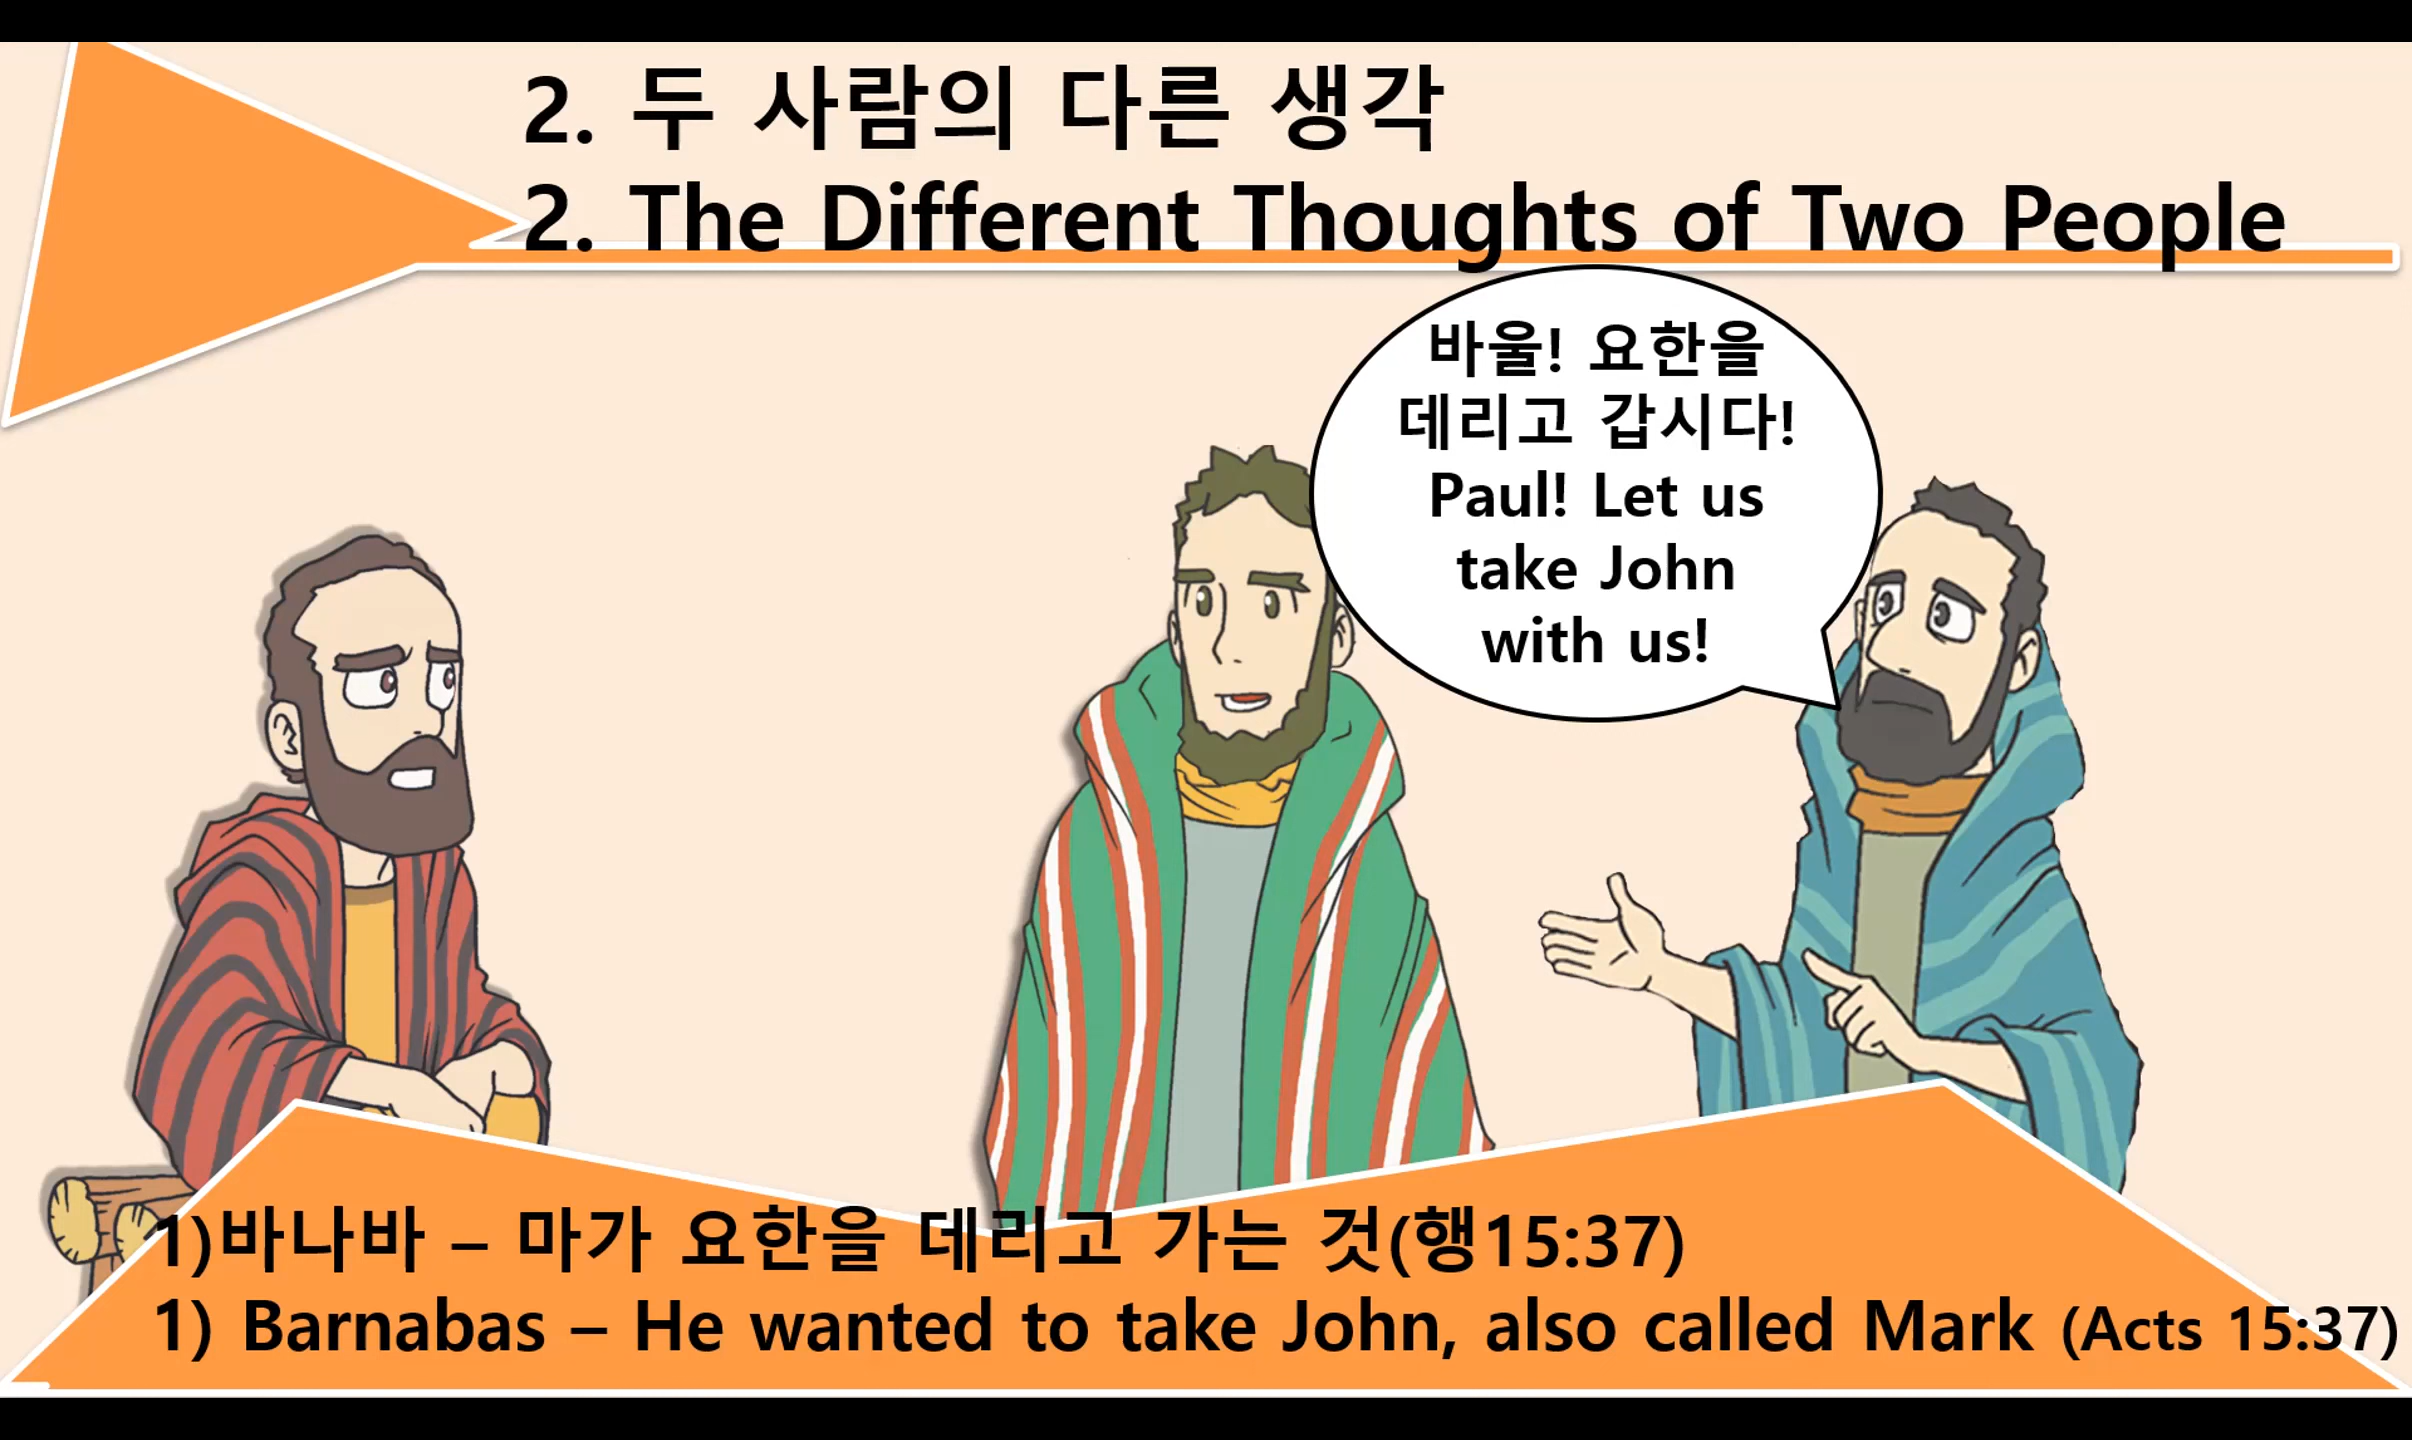 2. 두 사람의 다른 생각
2. The Different Thoughts of Two People
바울! 요한을
데리고 갑시다!
Paul! Let us
take John
with us!
1)바나바 – 마가 요한을 데리고 가는 것(행15:37)
1) Barnabas – He wanted to take John, also called Mark (Acts 15:37)